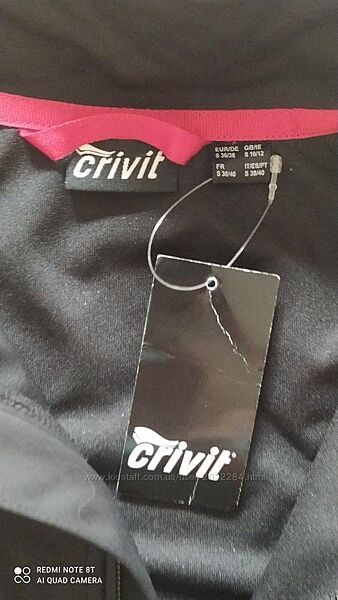 crivit
EUR/DE
S 36/38
GB/IE
S 10/12
FR
S 38/40
IT/ES/PT
S 38/40
crivit
REDMI NOTE 8T
AI QUAD CAMERA